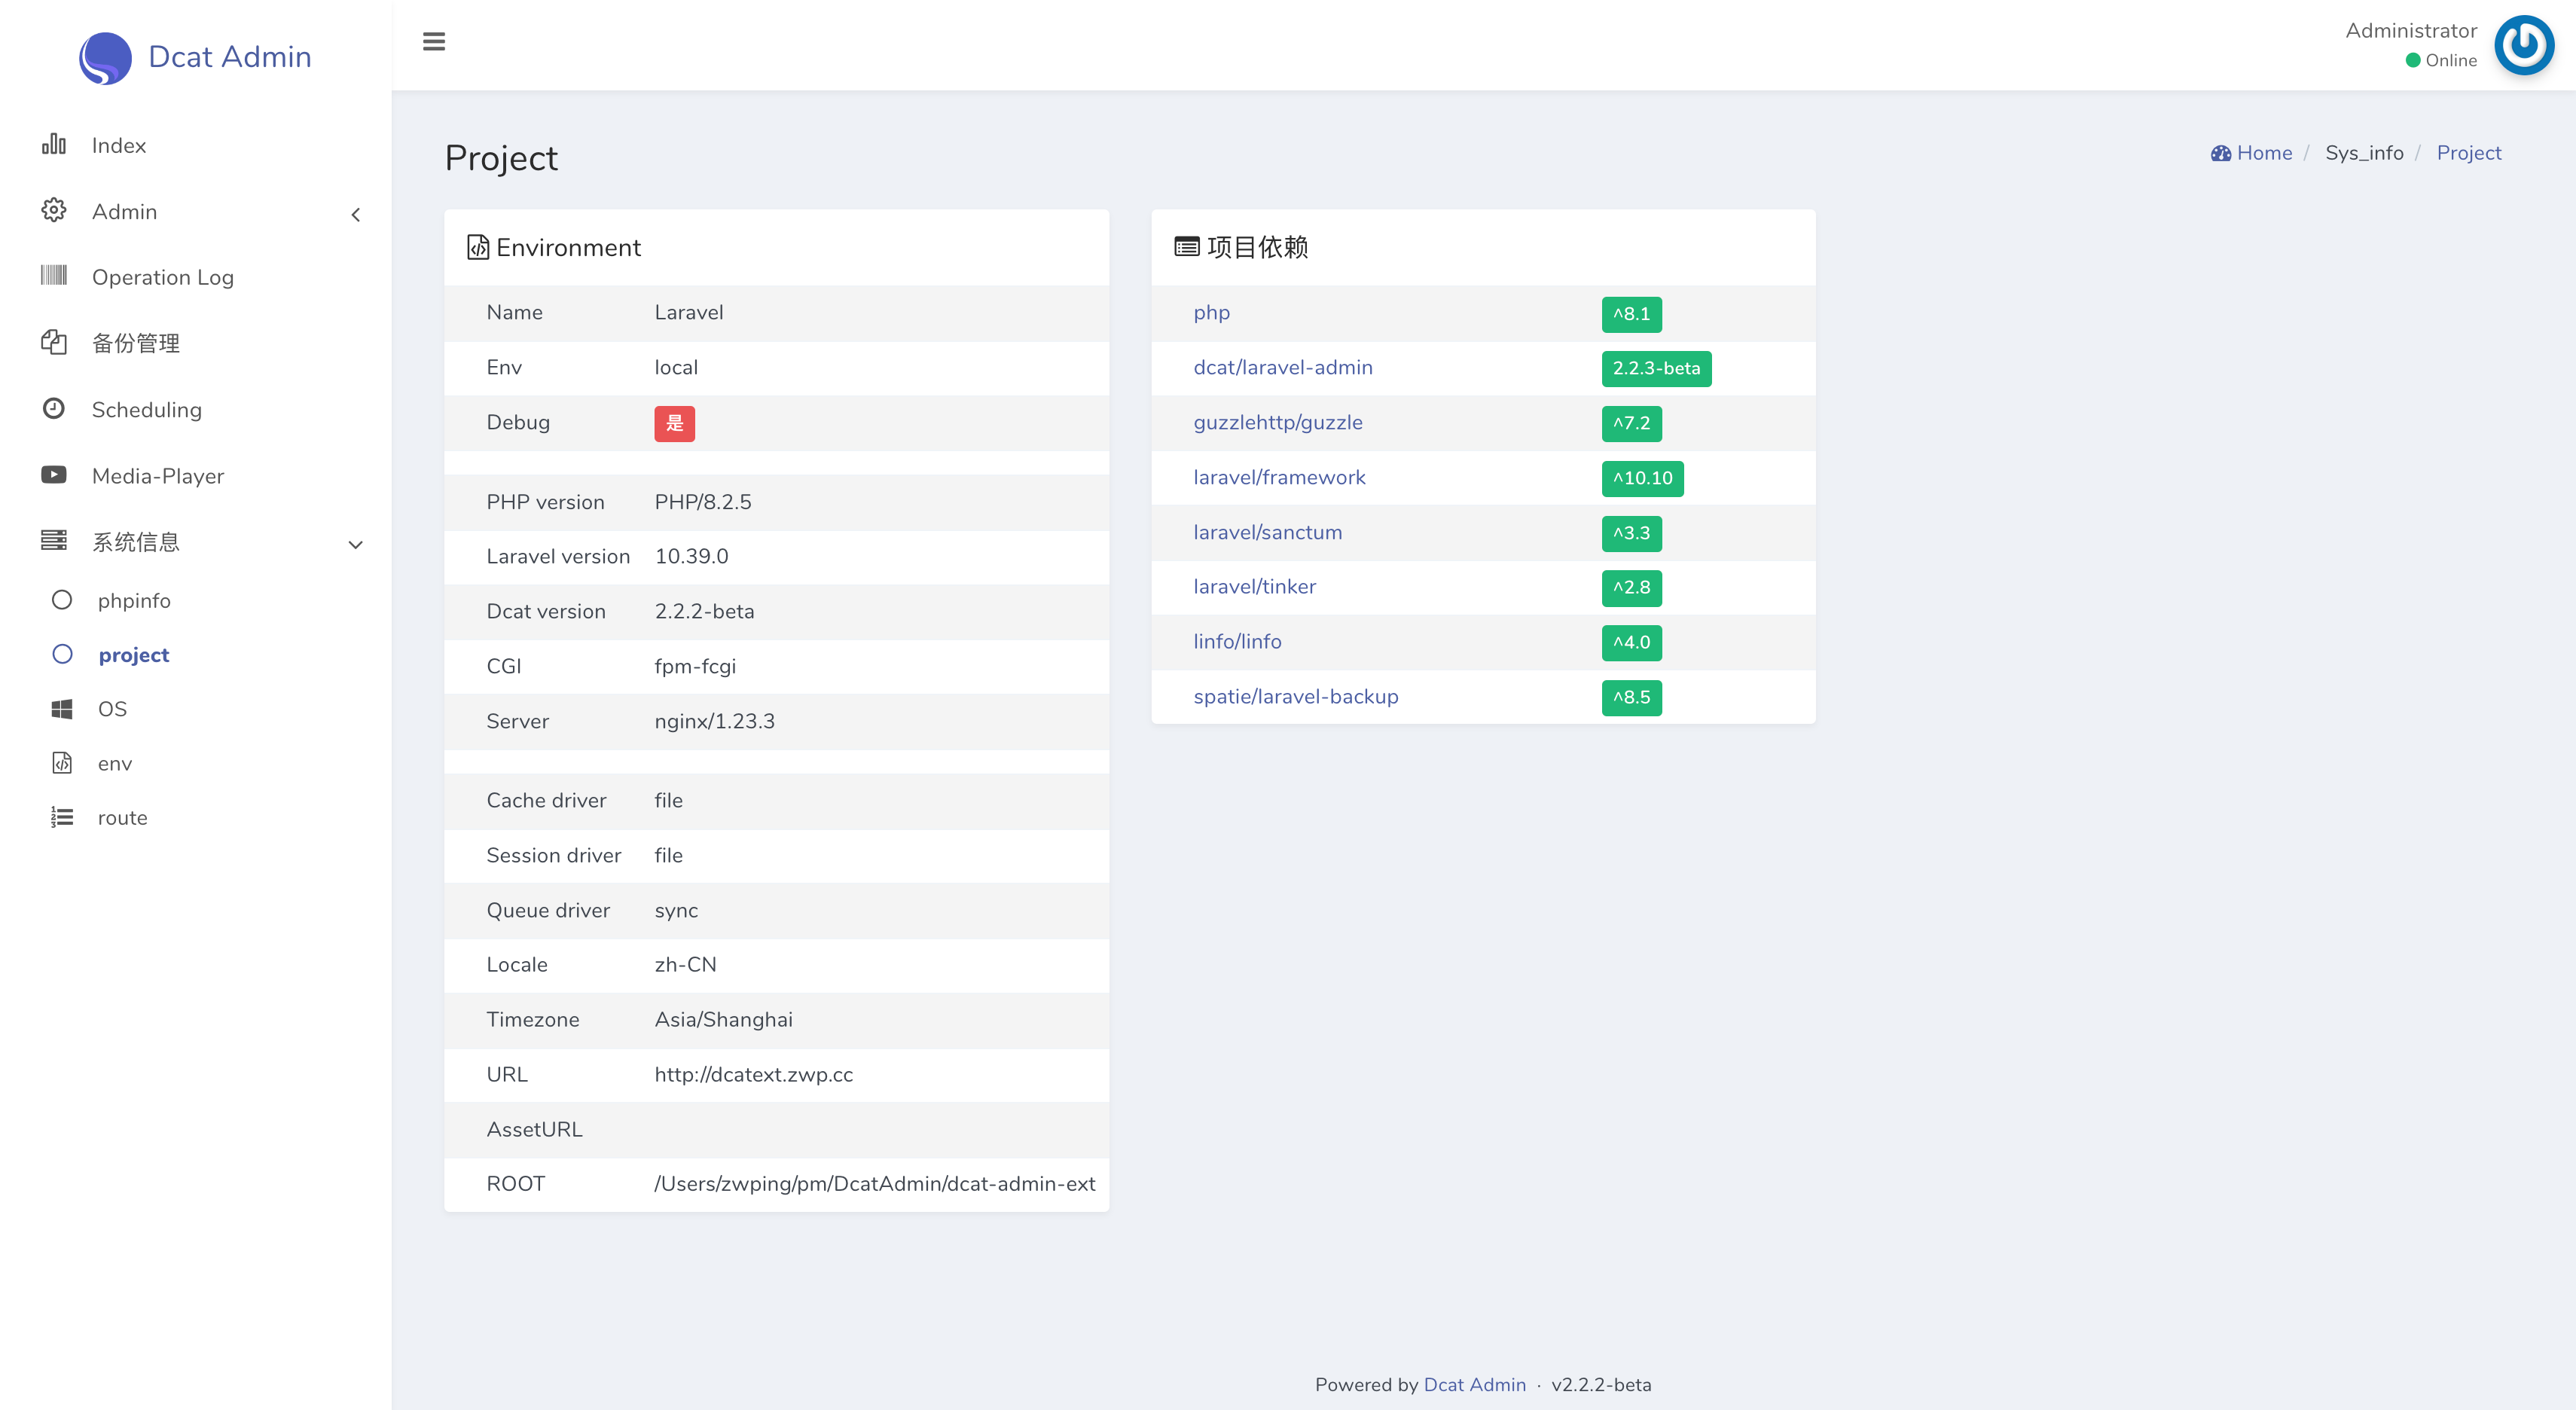 Dcat Admin
Administrator
Online
Index
Admin
Operation Log
备份管理
Scheduling
Media-Player
系统信息
phpinfo
project
OS
env
route
Project
Home / Sys_info / Project
Environment
Name Laravel
Env local
Debug 是
PHP version PHP/8.2.5
Laravel version 10.39.0
Dcat version 2.2.2-beta
CGI fpm-fcgi
Server nginx/1.23.3
Cache driver file
Session driver file
Queue driver sync
Locale zh-CN
Timezone Asia/Shanghai
URL http://dcatext.zwp.cc
AssetURL
ROOT /Users/zwping/pm/DcatAdmin/dcat-admin-ext
项目依赖
php ^8.1
dcat/laravel-admin 2.2.3-beta
guzzlehttp/guzzle ^7.2
laravel/framework ^10.10
laravel/sanctum ^3.3
laravel/tinker ^2.8
linfo/linfo ^4.0
spatie/laravel-backup ^8.5
Powered by Dcat Admin · v2.2.2-beta